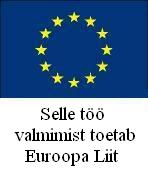 Selle töö
valmimist toetab
Euroopa Liit